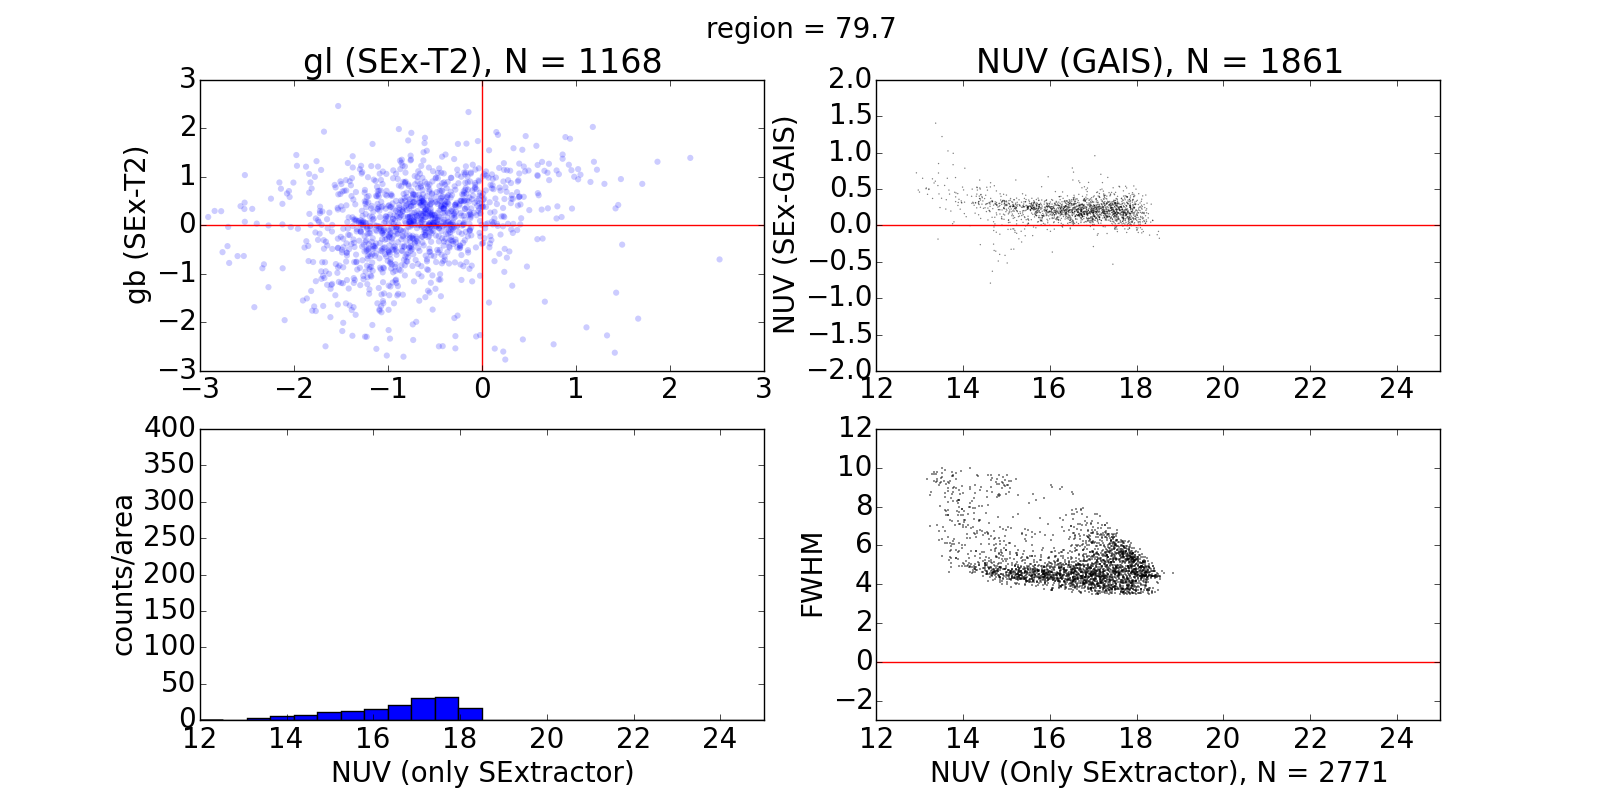 region = 79.7
gl (SEx-T2), N = 1168
NUV (GAIS), N = 1861
gb (SEx-T2)
3
2
1
0
−1
−2
−3
−3 −2 −1 0 1 2 3
NUV (SEx-GAIS)
2.0
1.5
1.0
0.5
0.0
−0.5
−1.0
−1.5
−2.0
12 14 16 18 20 22 24
counts/area
400
350
300
250
200
150
100
50
0
12 14 16 18 20 22 24
NUV (only SExtractor)
FWHM
12
10
8
6
4
2
0
−2
12 14 16 18 20 22 24
NUV (Only SExtractor), N = 2771